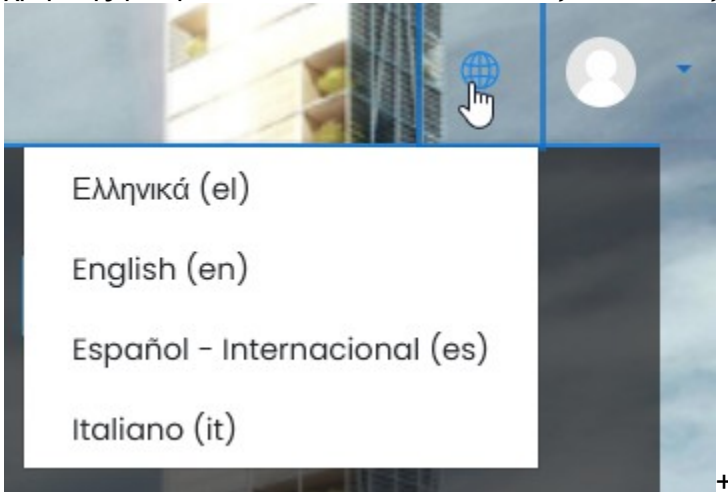 Ελληνικά (el)
English (en)
Español - Internacional (es)
Italiano (it)